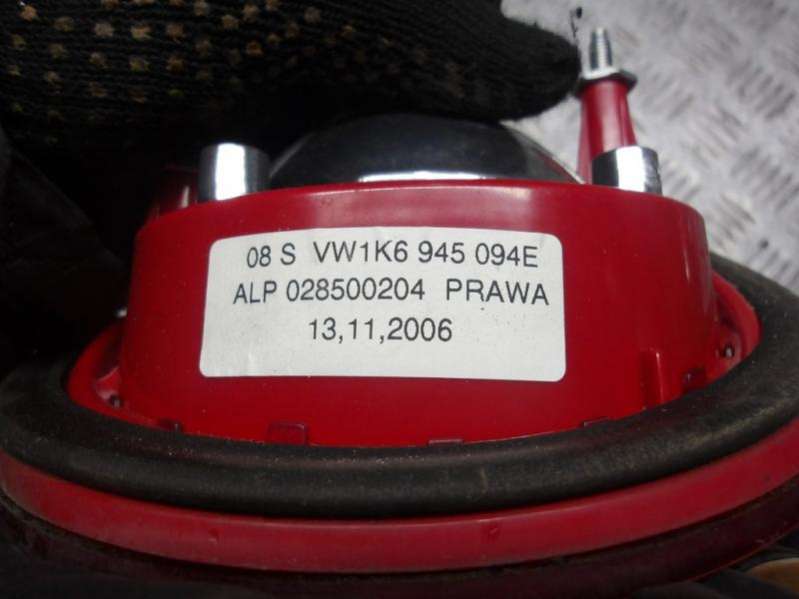 08 S VW1K6 945 094E
ALP 028500204 PRAWA
13,11,2006